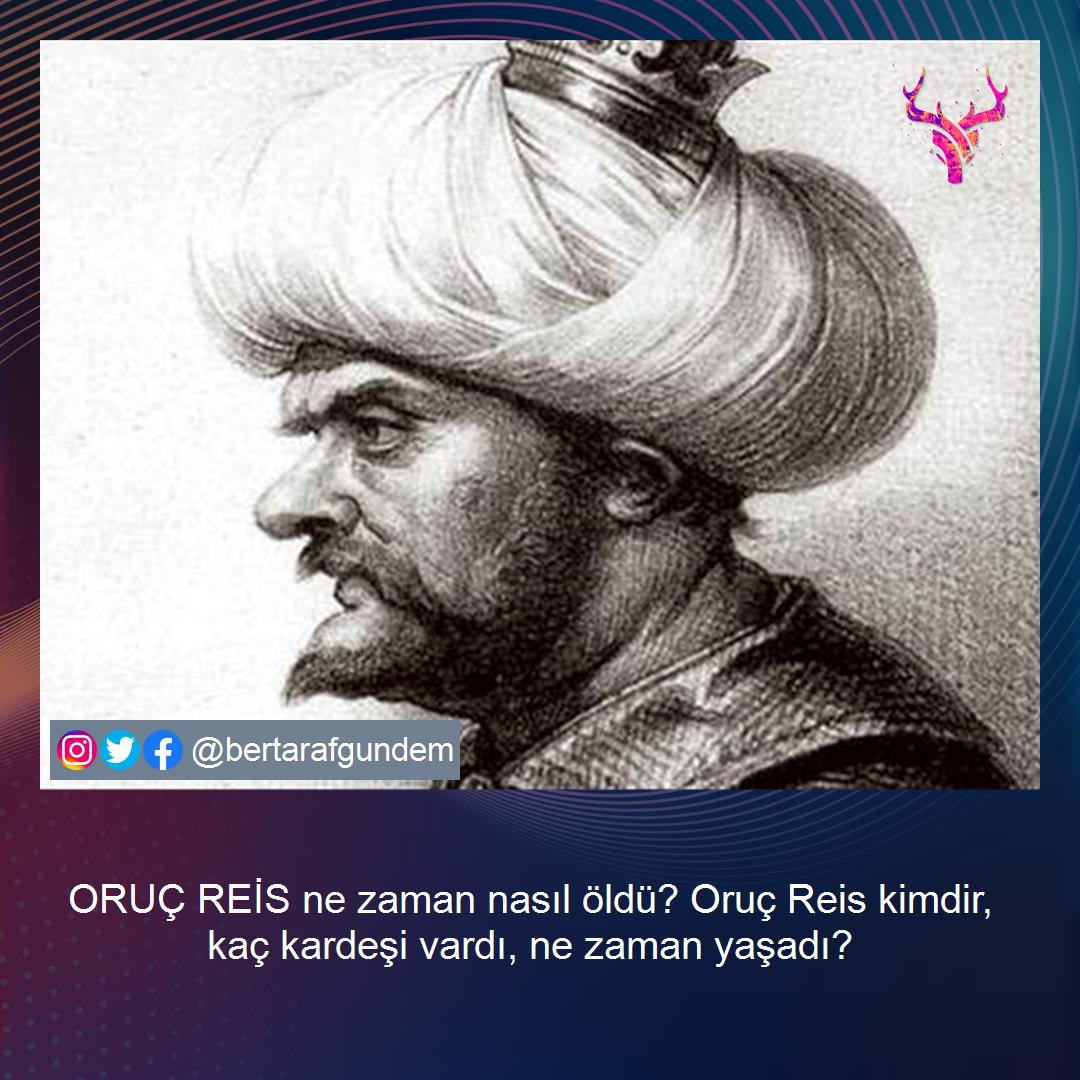 @bertarafgundem
ORUÇ REİS ne zaman nasıl öldü? Oruç Reis kimdir,
kaç kardeşi vardı, ne zaman yaşadı?